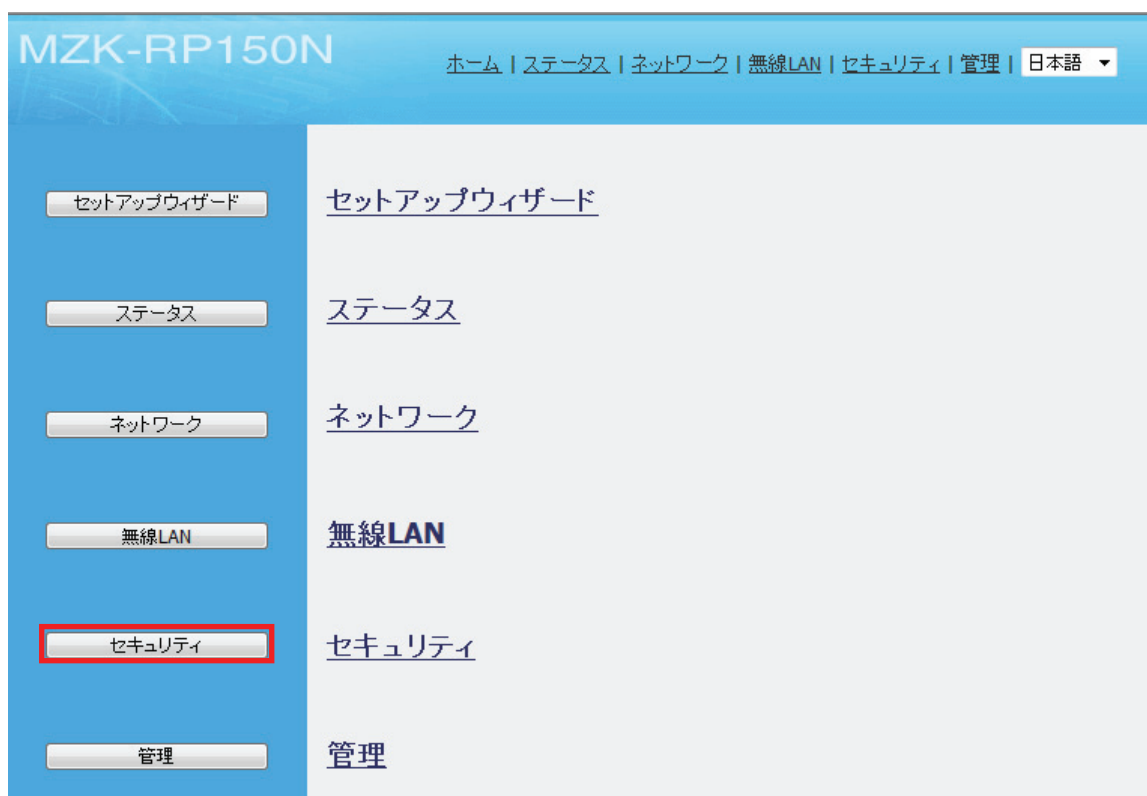 MZK-RP150N
ホーム | ステータス | ネットワーク | 無線LAN | セキュリティ | 管理 | 日本語
セットアップウィザード セットアップウィザード
ステータス ステータス
ネットワーク ネットワーク
無線LAN 無線LAN
セキュリティ セキュリティ
管理 管理